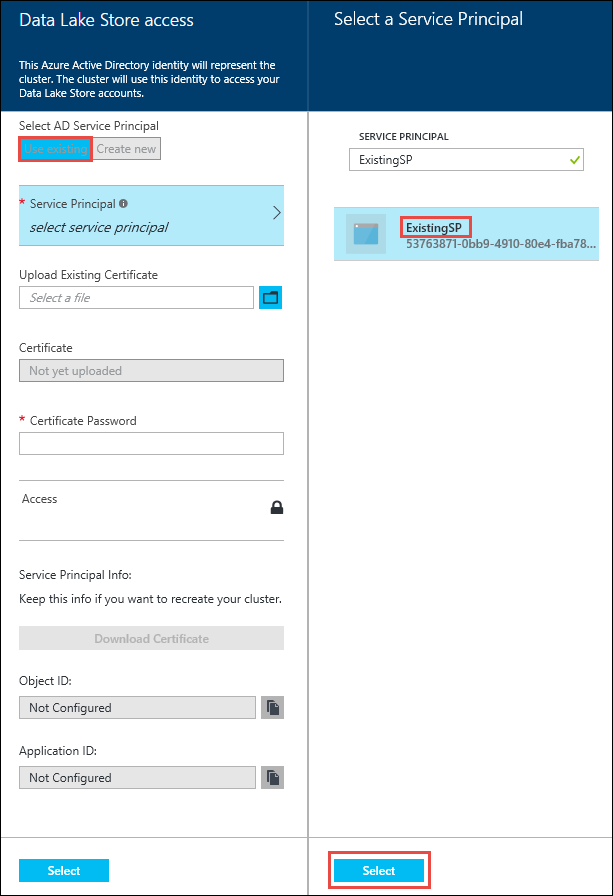 Data Lake Store access
This Azure Active Directory identity will represent the
cluster. The cluster will use this identity to access your
Data Lake Store accounts.
Select AD Service Principal
Use existing Create new
* Service Principal
select service principal
Upload Existing Certificate
Select a file
Certificate
Not yet uploaded
* Certificate Password
Access
Service Principal Info:
Keep this info if you want to recreate your cluster.
Download Certificate
Object ID:
Not Configured
Application ID:
Not Configured
Select
Select a Service Principal
SERVICE PRINCIPAL
ExistingSP
ExistingSP
53763871-0bb9-4910-80e4-fba78...
Select